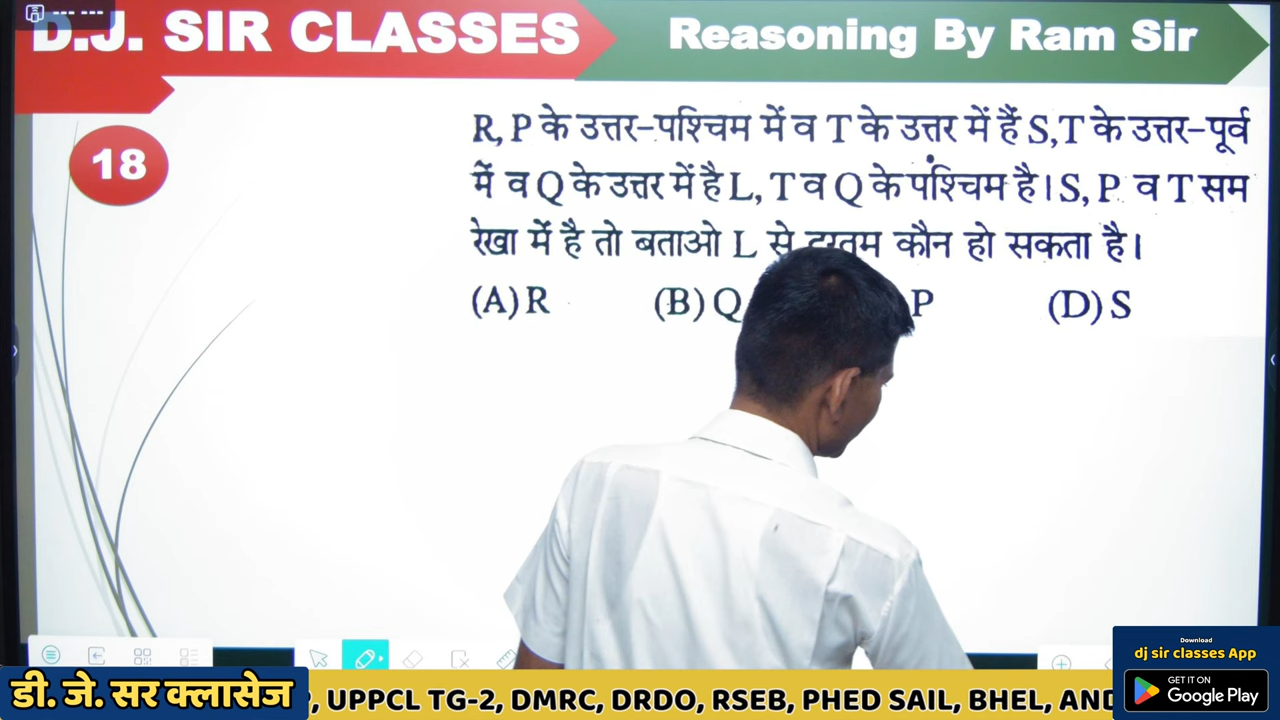 D.J. SIR CLASSES
Reasoning By Ram Sir
18
R, P के उत्तर-पश्चिम में व T के उत्तर में हैं S,T के उत्तर-पूर्व
में व Q के उत्तर में है L, T व Q के पश्चिम है। S, P व T सम
रेखा में है तो बताओ L से कौन हो सकता है।
(A) R (B) Q P (D) S
Download
dj sir classes App
GET IT ON
Google Play
डी. जे. सर क्लासेज
, UPPCL TG-2, DMRC, DRDO, RSEB, PHED SAIL, BHEL, AND